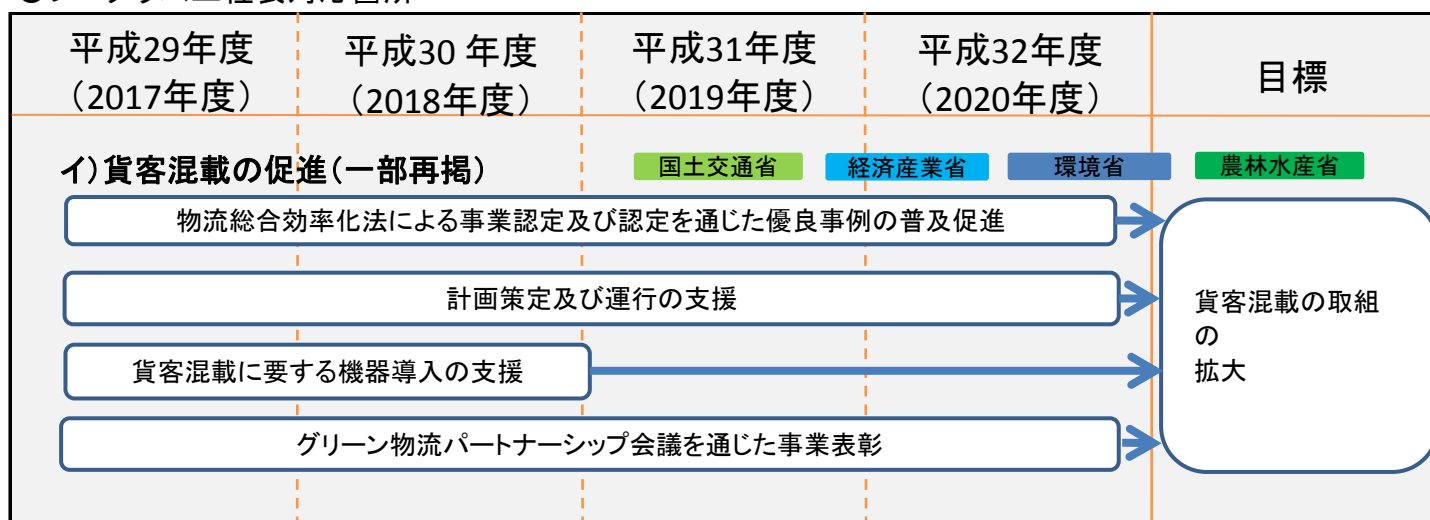 平成29年度
（2017年度）
平成30 年度
（2018年度）
平成31年度
（2019年度）
平成32年度
（2020年度）
目標
イ）貨客混載の促進（一部再掲）
国土交通省
経済産業省
環境省
農林水産省
物流総合効率化法による事業認定及び認定を通じた優良事例の普及促進
計画策定及び運行の支援
貨客混載に要する機器導入の支援
グリーン物流パートナーシップ会議を通じた事業表彰
貨客混載の取組
の
拡大